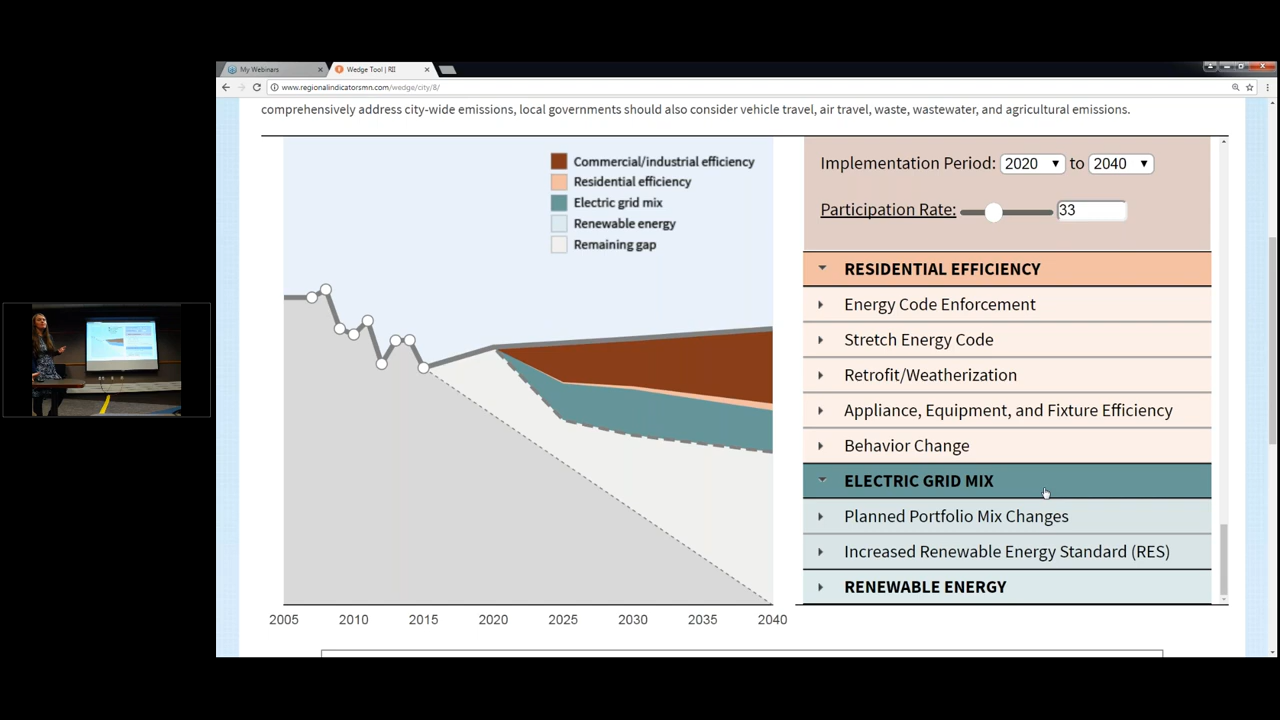 My Webinars
Wedge Tool | RII
www.regionalindicatorsmn.com/wedge/city/8/
comprehensively address city-wide emissions, local governments should also consider vehicle travel, air travel, waste, wastewater, and agricultural emissions.
Commercial/industrial efficiency
Residential efficiency
Electric grid mix
Renewable energy
Remaining gap
2005 2010 2015 2020 2025 2030 2035 2040
Implementation Period: 2020 to 2040
Participation Rate: 33
RESIDENTIAL EFFICIENCY
Energy Code Enforcement
Stretch Energy Code
Retrofit/Weatherization
Appliance, Equipment, and Fixture Efficiency
Behavior Change
ELECTRIC GRID MIX
Planned Portfolio Mix Changes
Increased Renewable Energy Standard (RES)
RENEWABLE ENERGY